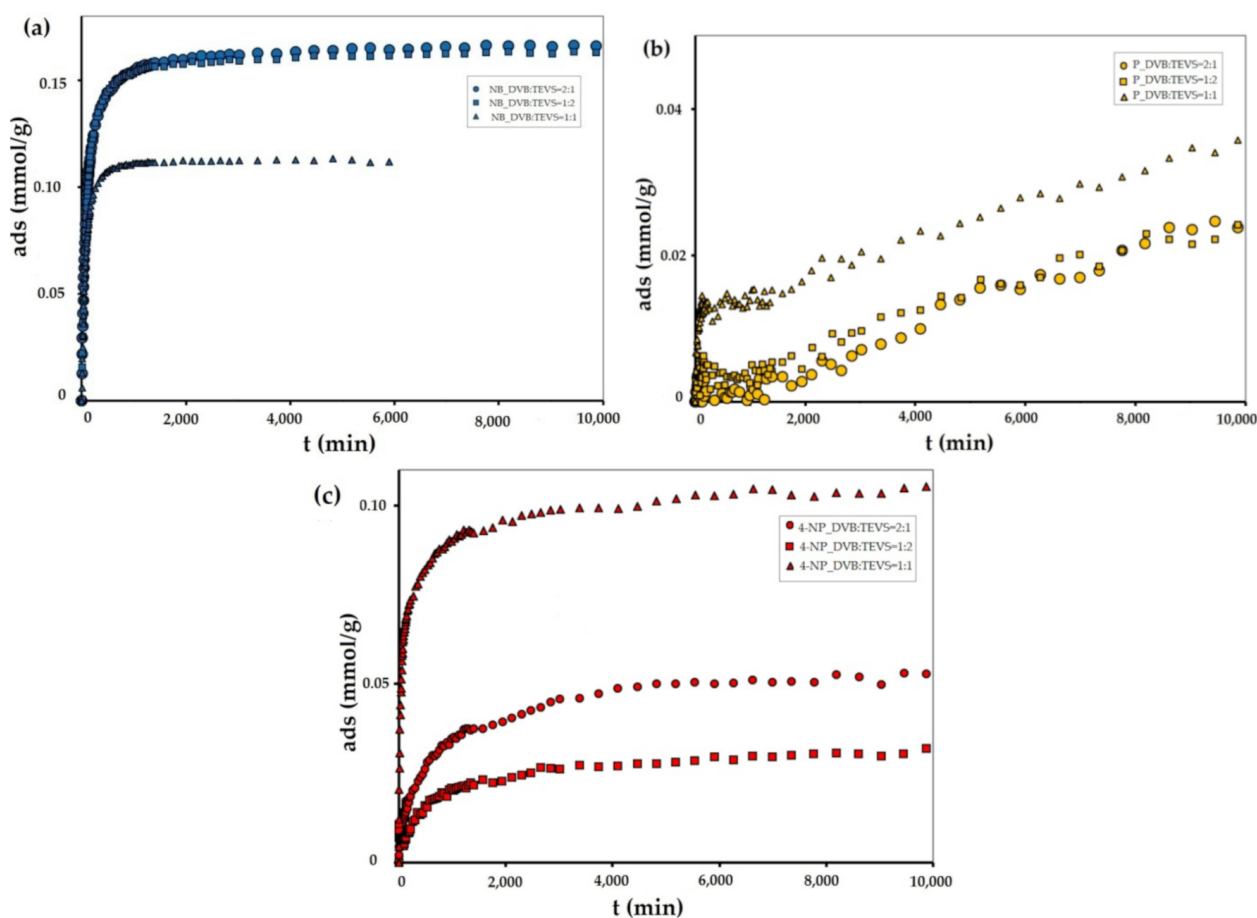 (a)
ads (mmol/g)
0.15
0.10
0.05
0
NB_DVB:TEVS=2:1
NB_DVB:TEVS=1:2
NB_DVB:TEVS=1:1
0 2,000 4,000 6,000 8,000 10,000
t (min)
(b)
ads (mmol/g)
0.04
0.02
0
P_DVB:TEVS=2:1
P_DVB:TEVS=1:2
P_DVB:TEVS=1:1
0 2,000 4,000 6,000 8,000 10,000
t (min)
(c)
ads (mmol/g)
0.10
0.05
0
4-NP_DVB:TEVS=2:1
4-NP_DVB:TEVS=1:2
4-NP_DVB:TEVS=1:1
0 2,000 4,000 6,000 8,000 10,000
t (min)